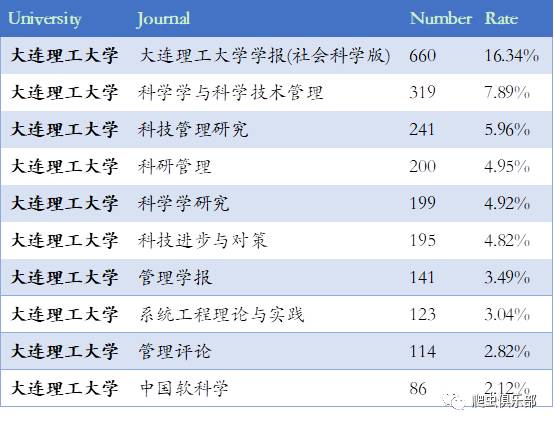 University Journal Number Rate
大连理工大学 大连理工大学学报(社会科学版) 660 16.34%
大连理工大学 科学学与科学技术管理 319 7.89%
大连理工大学 科技管理研究 241 5.96%
大连理工大学 科研管理 200 4.95%
大连理工大学 科学学研究 199 4.92%
大连理工大学 科技进步与对策 195 4.82%
大连理工大学 管理学报 141 3.49%
大连理工大学 系统工程理论与实践 123 3.04%
大连理工大学 管理评论 114 2.82%
大连理工大学 中国软科学 86 2.12%
爬虫俱乐部